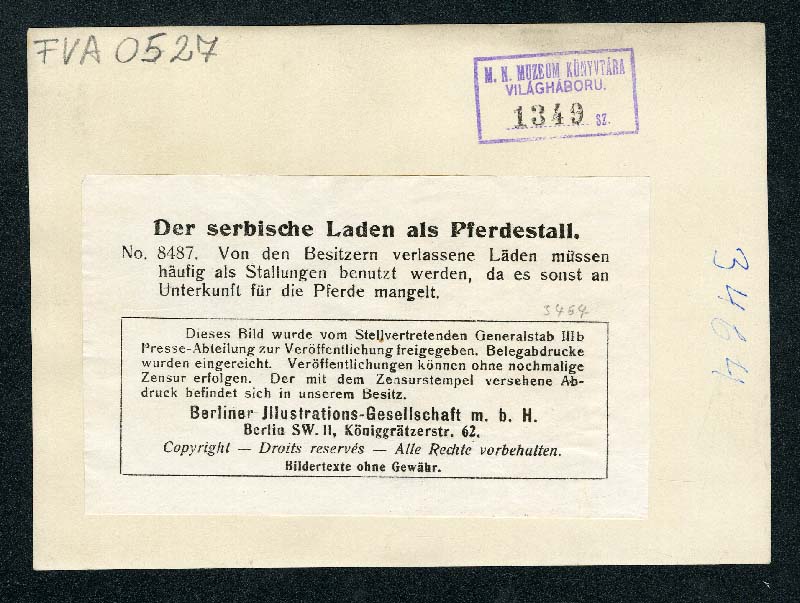 FVA 0527
M. N. MUZEUM KÖNYVTÁRA
VILÁGHÁBORU.
1349 SZ.
Der serbische Laden als Pferdestall.
No. 8487. Von den Besitzern verlassene Läden müssen
häufig als Stallungen benutzt werden, da es sonst an
Unterkunft für die Pferde mangelt.
3464
Dieses Bild wurde vom Stellvertretenden Generalstab IIIb
Presse-Abteilung zur Veröffentlichung freigegeben. Belegabdrucke
wurden eingereicht. Veröffentlichungen können ohne nochmalige
Zensur erfolgen. Der mit dem Zensurstempel versehene Ab-
druck befindet sich in unserem Besitz.
Berliner Jllustrations-Gesellschaft m. b. H.
Berlin SW. 11, Königgrätzerstr. 62.
Copyright — Droits reservés — Alle Rechte vorbehalten.
Bildertexte ohne Gewähr.
3464